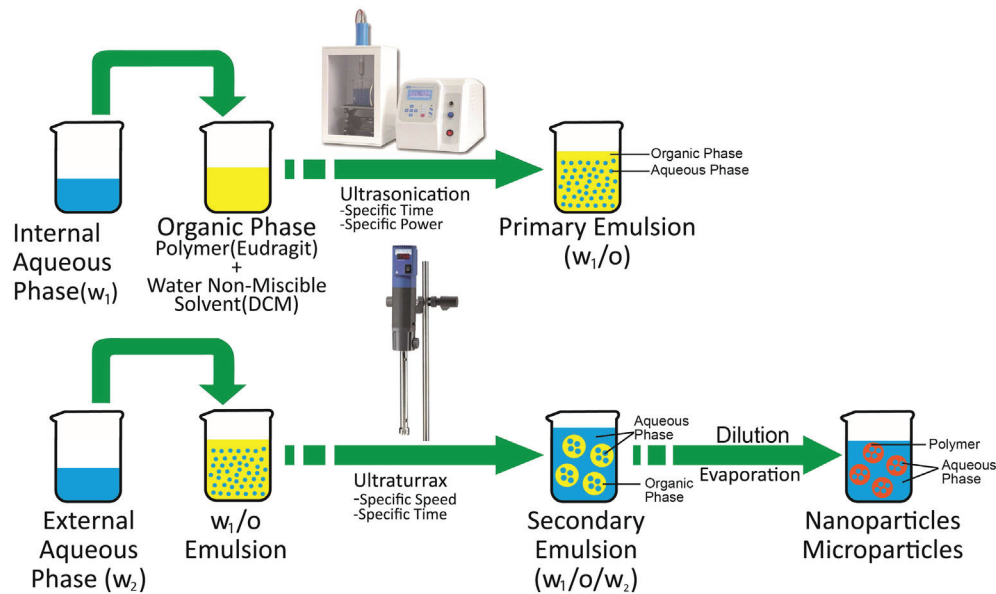 Internal
Aqueous
Phase(w₁)
Organic Phase
Polymer(Eudragit)
+
Water Non-Miscible
Solvent(DCM)
Ultrasonication
-Specific Time
-Specific Power
Organic Phase
Aqueous Phase
Primary Emulsion
(w₁/o)
External
Aqueous
Phase (w₂)
w₁/o
Emulsion
Ultraturrax
-Specific Speed
-Specific Time
Aqueous
Phase
Organic
Phase
Secondary
Emulsion
(w₁/o/w₂)
Dilution
Evaporation
Polymer
Aqueous
Phase
Nanoparticles
Microparticles